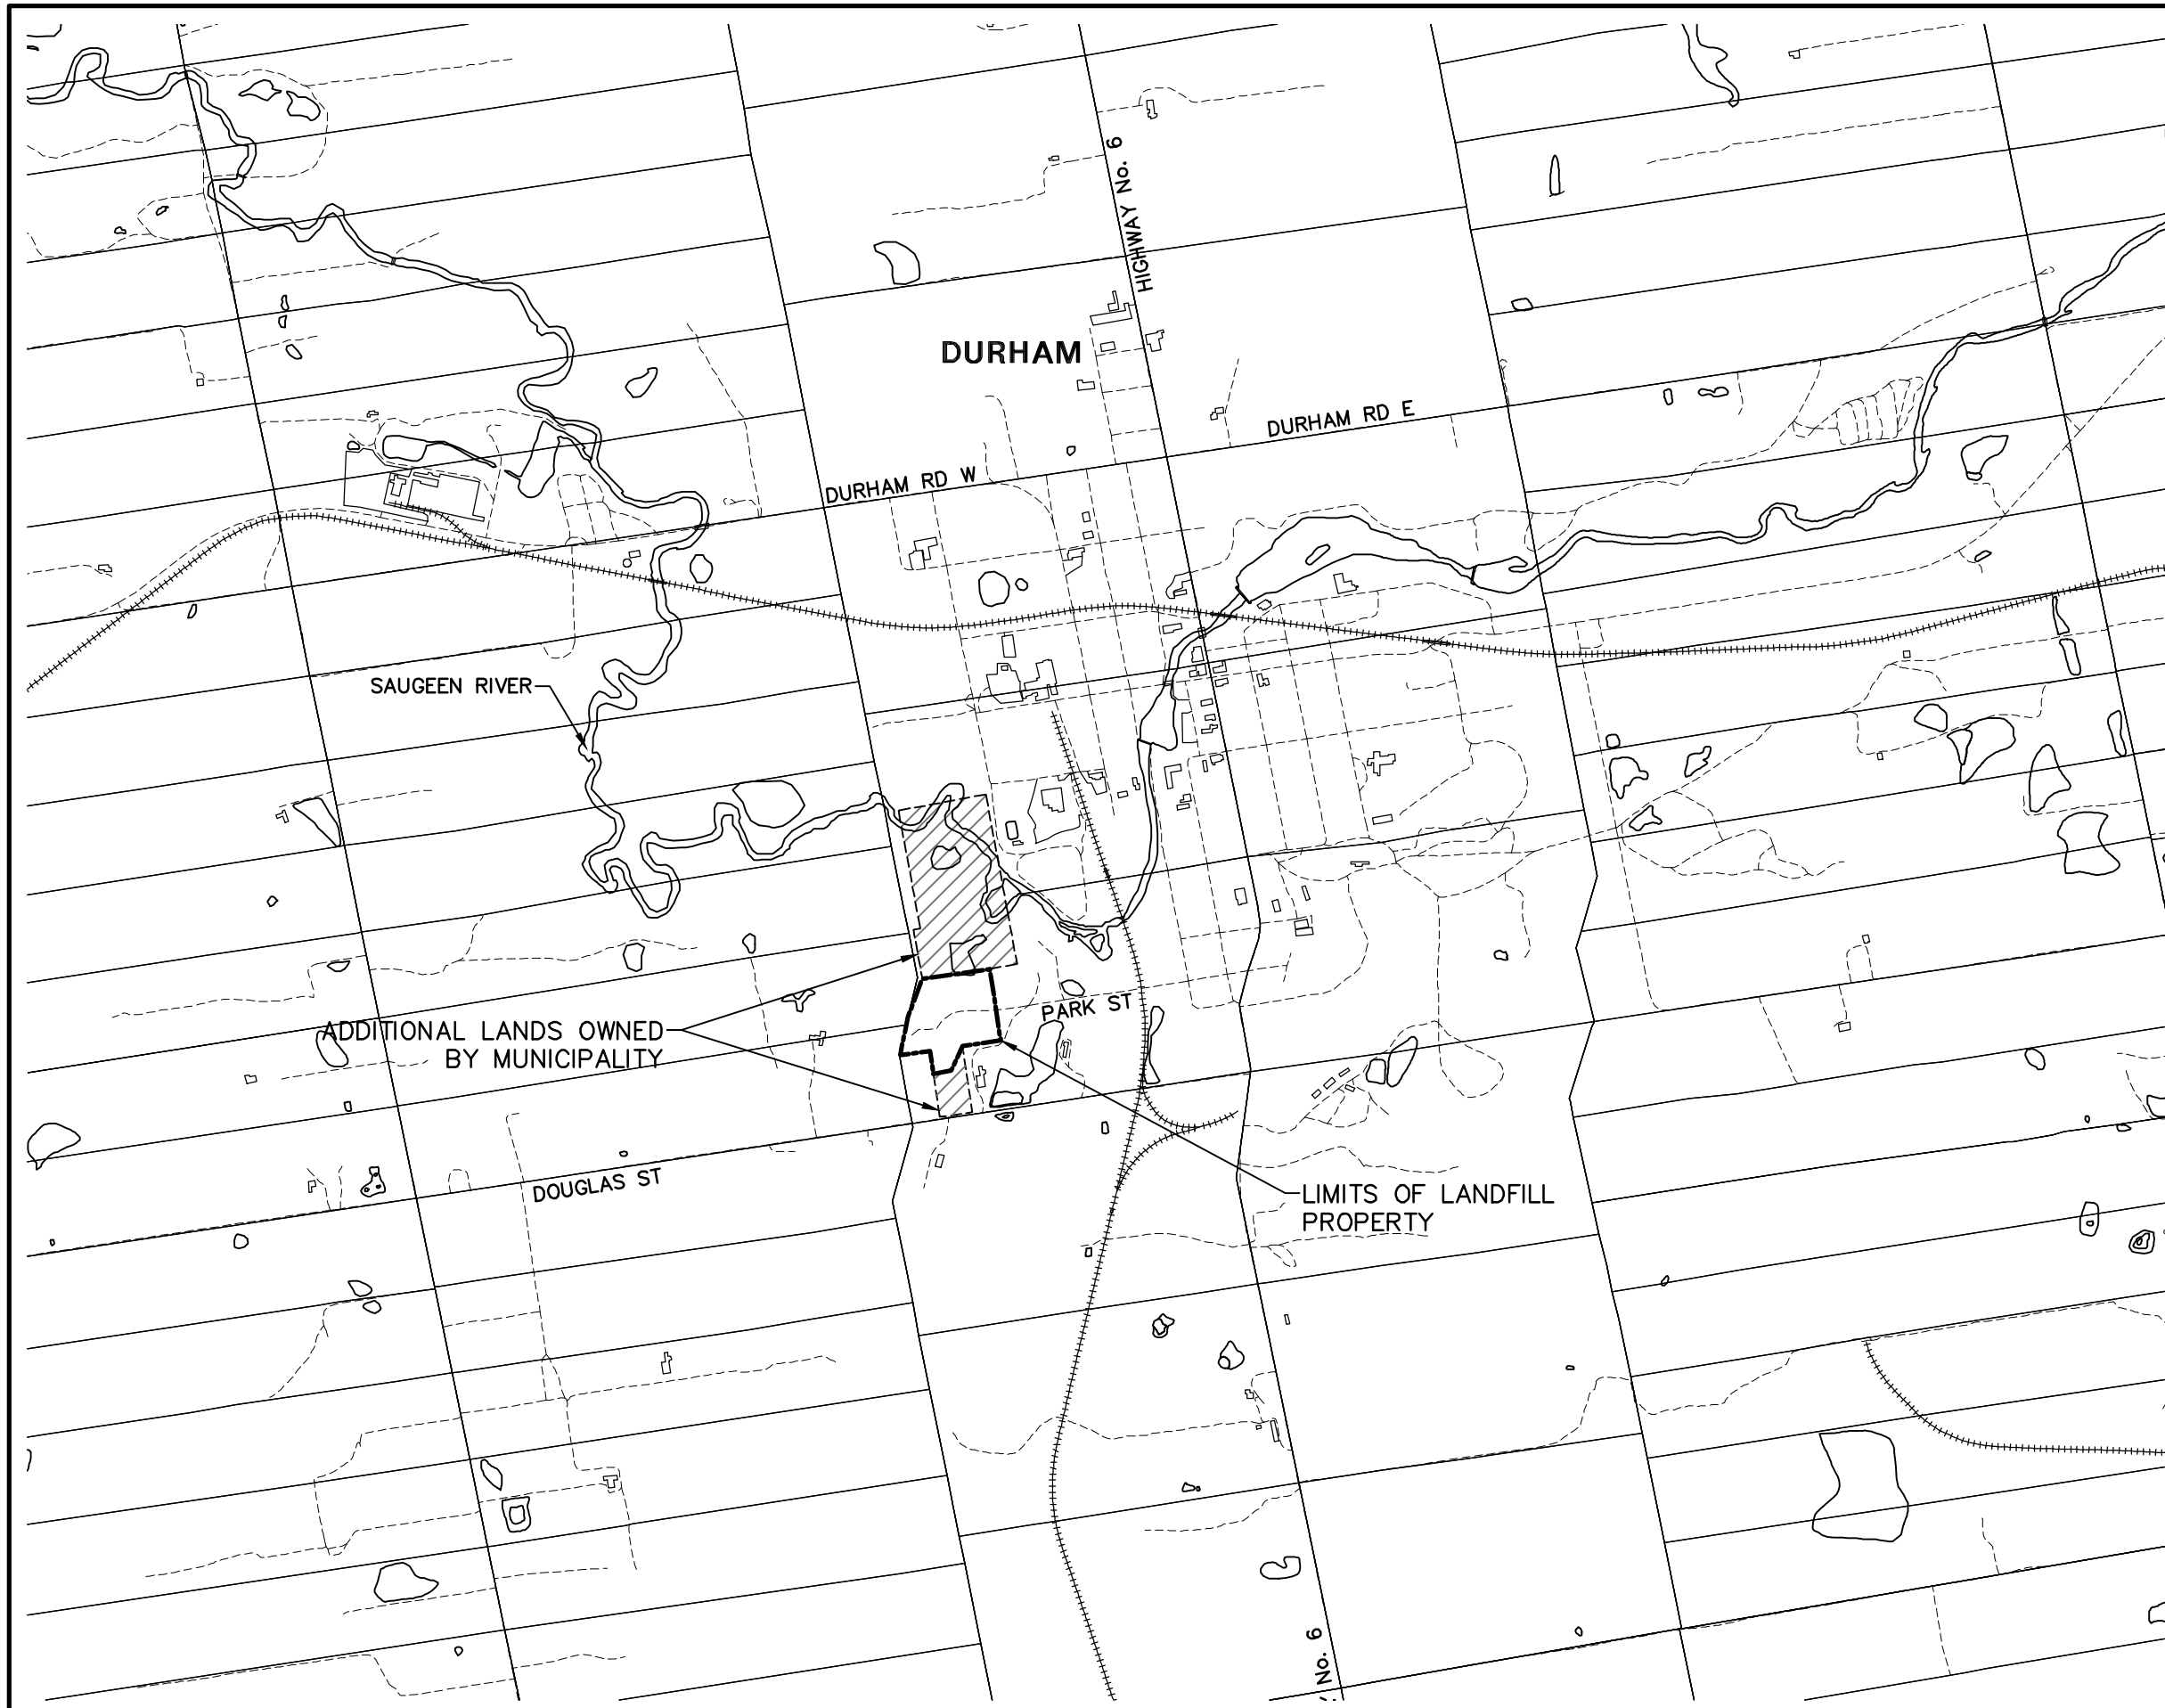 HIGHWAY No. 6
DURHAM
DURHAM RD E
DURHAM RD W
SAUGEEN RIVER
PARK ST
ADDITIONAL LANDS OWNED
BY MUNICIPALITY
DOUGLAS ST
LIMITS OF LANDFILL
PROPERTY
No. 6